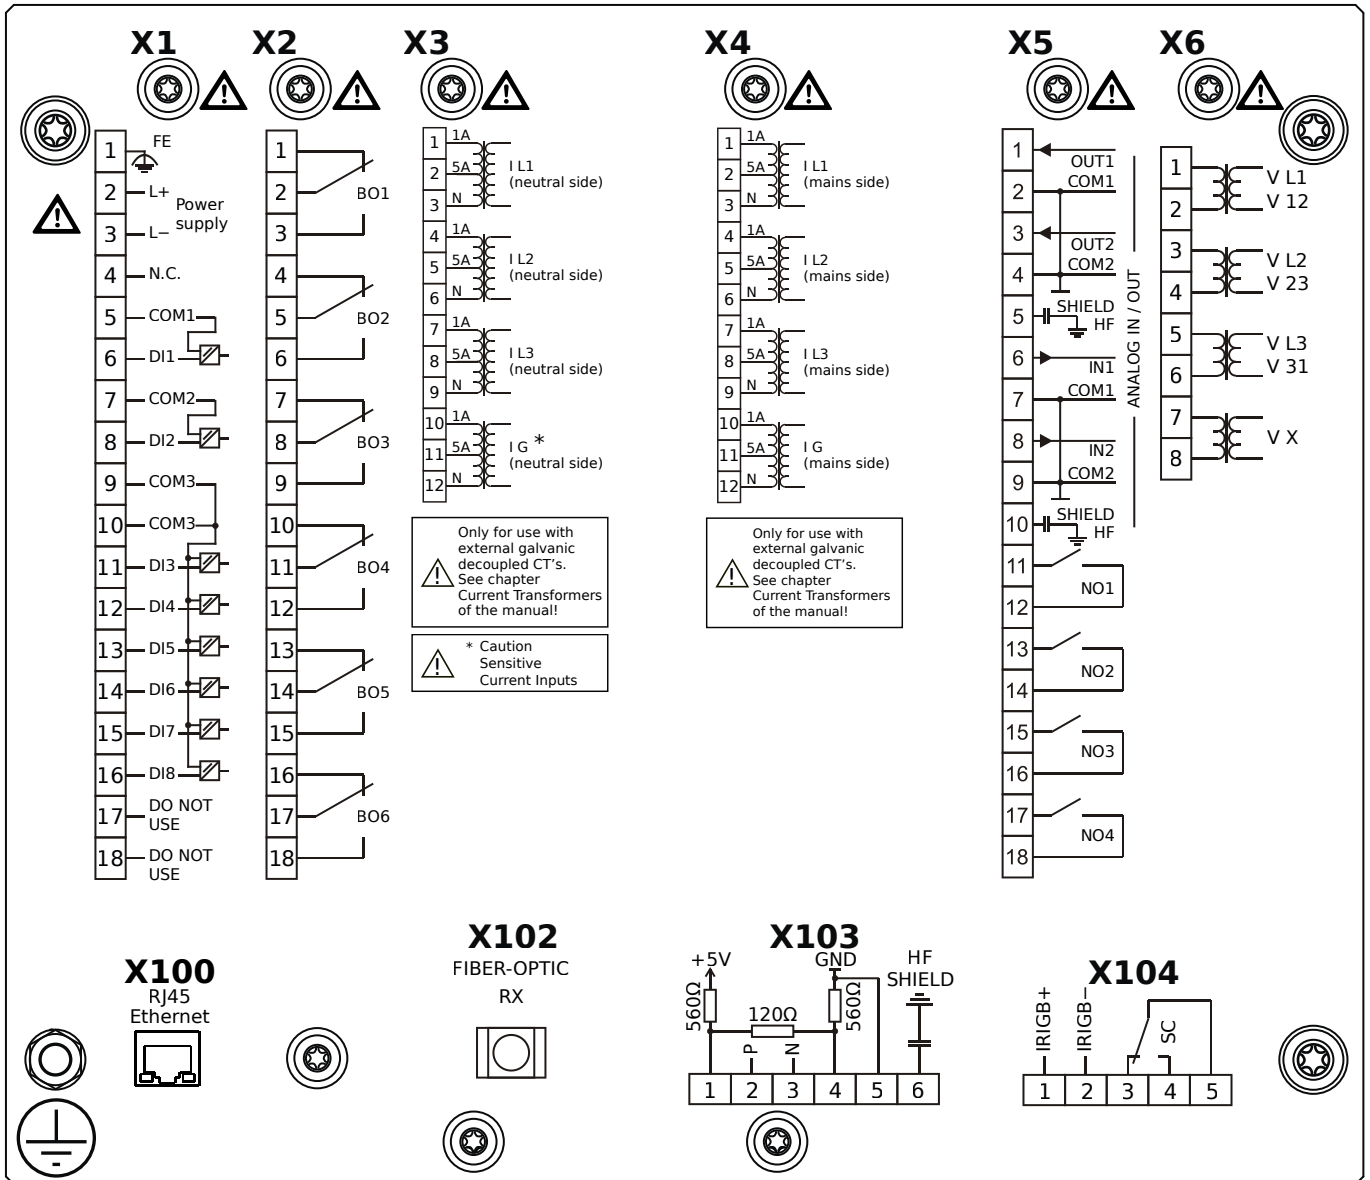 X1
X2
X3
X4
X5
X6
1 FE
2 L+ Power
3 L− supply
4 N.C.
5 COM1
6 DI1
7 COM2
8 DI2
9 COM3
10 COM3
11 DI3
12 DI4
13 DI5
14 DI6
15 DI7
16 DI8
17 DO NOT
USE
18 DO NOT
USE
1
2 BO1
3
4
5 BO2
6
7
8 BO3
9
10
11 BO4
12
13
14 BO5
15
16
17 BO6
18
1 1A
2 5A I L1
(neutral side)
3 N
4 1A
5 5A I L2
(neutral side)
6 N
7 1A
8 5A I L3
(neutral side)
9 N
10 1A
11 5A I G *
(neutral side)
12 N
Only for use with
external galvanic
decoupled CT's.
See chapter
Current Transformers
of the manual!
* Caution
Sensitive
Current Inputs
1 1A
2 5A I L1
(mains side)
3 N
4 1A
5 5A I L2
(mains side)
6 N
7 1A
8 5A I L3
(mains side)
9 N
10 1A
11 5A I G
(mains side)
12 N
Only for use with
external galvanic
decoupled CT's.
See chapter
Current Transformers
of the manual!
1 OUT1
2 COM1
3 OUT2
4 COM2
5 SHIELD
HF
6 IN1
7 COM1
8 IN2
9 COM2
10 SHIELD
HF
ANALOG IN / OUT
11
NO1
12
13
NO2
14
15
NO3
16
17
NO4
18
1 V L1
2 V 12
3 V L2
4 V 23
5 V L3
6 V 31
7 V X
8
X100
RJ45
Ethernet
X102
FIBER-OPTIC
RX
X103
+5V GND HF
SHIELD
560Ω 120Ω 560Ω
P N
1 2 3 4 5 6
X104
IRIGB+ IRIGB− SC
1 2 3 4 5